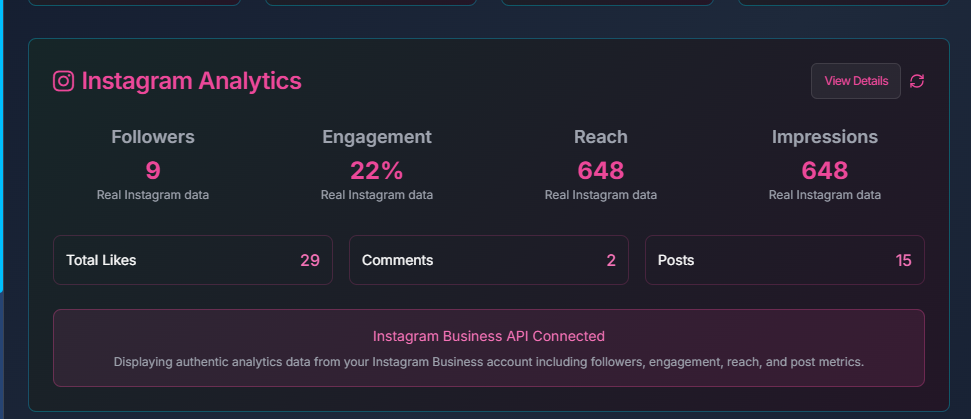 Instagram Analytics
View Details
Followers
Engagement
Reach
Impressions
9
22%
648
648
Real Instagram data
Real Instagram data
Real Instagram data
Real Instagram data
Total Likes
29
Comments
2
Posts
15
Instagram Business API Connected
Displaying authentic analytics data from your Instagram Business account including followers, engagement, reach, and post metrics.